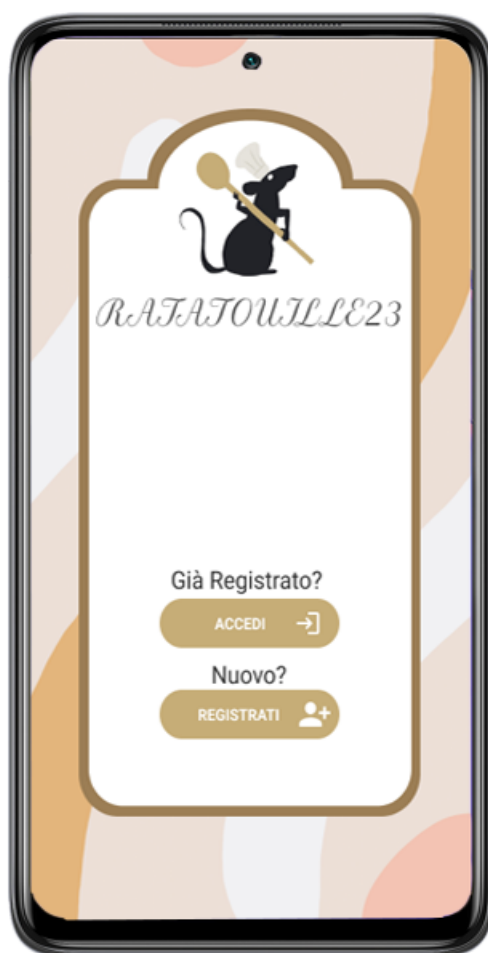 RATATOUILLE23
Già Registrato?
ACCEDI
Nuovo?
REGISTRATI